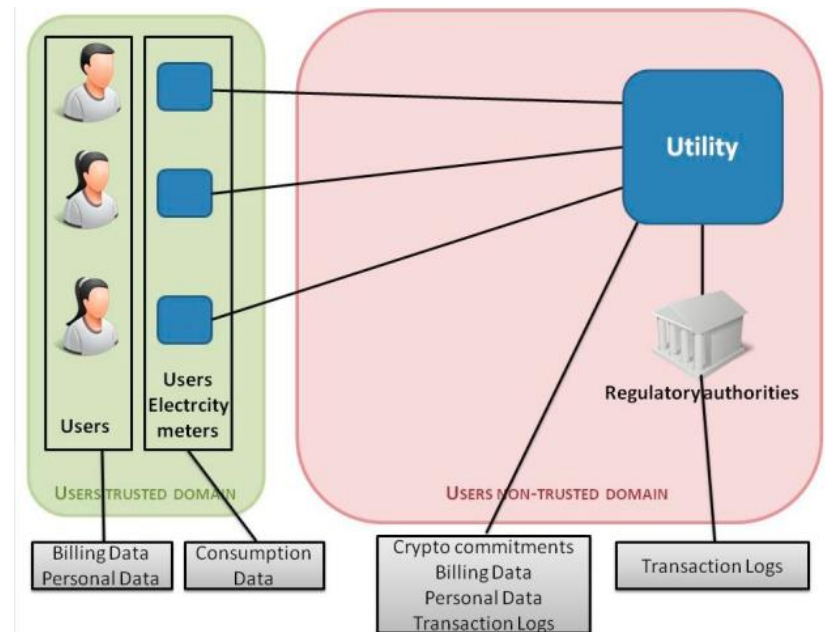 Utility
Regulatory authorities
Users
Electrcity
meters
Users
USERS TRUSTED DOMAIN
USERS NON-TRUSTED DOMAIN
Billing Data
Personal Data
Consumption
Data
Crypto commitments
Billing Data
Personal Data
Transaction Logs
Transaction Logs